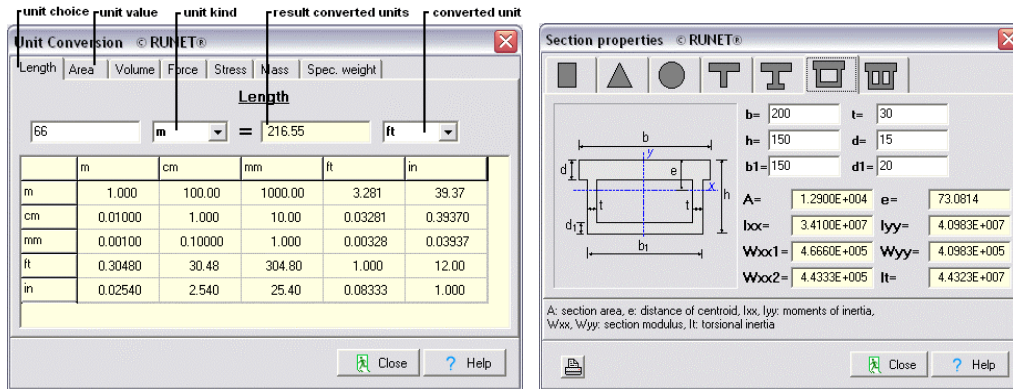 unit choice unit value unit kind result converted units converted unit
Unit Conversion © RUNET®
Length Area Volume Force Stress Mass Spec. weight
Length
66 m = 216.55 ft
m cm mm ft in
m 1.000 100.00 1000.00 3.281 39.37
cm 0.01000 1.000 10.00 0.03281 0.39370
mm 0.00100 0.10000 1.000 0.00328 0.03937
ft 0.30480 30.48 304.80 1.000 12.00
in 0.02540 2.540 25.40 0.08333 1.000
Close ? Help
Section properties © RUNET®
b= 200 t= 30
h= 150 d= 15
b1= 150 d1= 20
b
y
d e
x
t t h
d1
b1
A= 1.2900E+004 e= 73.0814
Ixx= 3.4100E+007 Iyy= 4.0983E+007
Wxx1= 4.6660E+005 Wyy= 4.0983E+005
Wxx2= 4.4333E+005 It= 4.4323E+007
A: section area, e: distance of centroid, Ixx, Iyy: moments of inertia,
Wxx, Wyy: section modulus, It: torsional inertia
Close ? Help